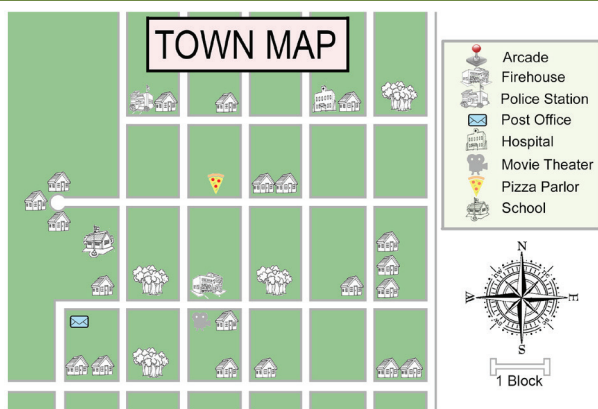 TOWN MAP
Arcade
Firehouse
Police Station
Post Office
Hospital
Movie Theater
Pizza Parlor
School
N
W
E
S
1 Block